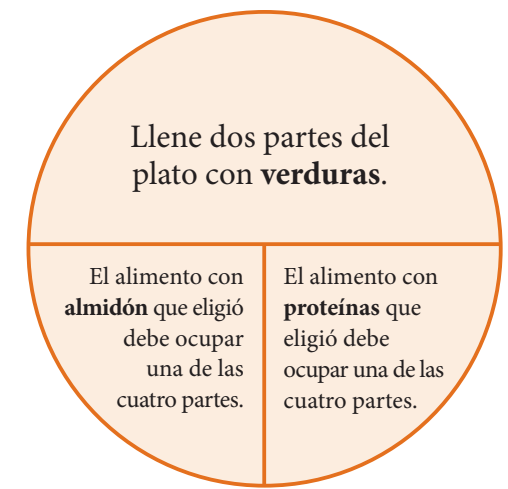 Llene dos partes del
plato con verduras.
El alimento con
almidón que eligió
debe ocupar
una de las
cuatro partes.
El alimento con
proteínas que
eligió debe
ocupar una de las
cuatro partes.